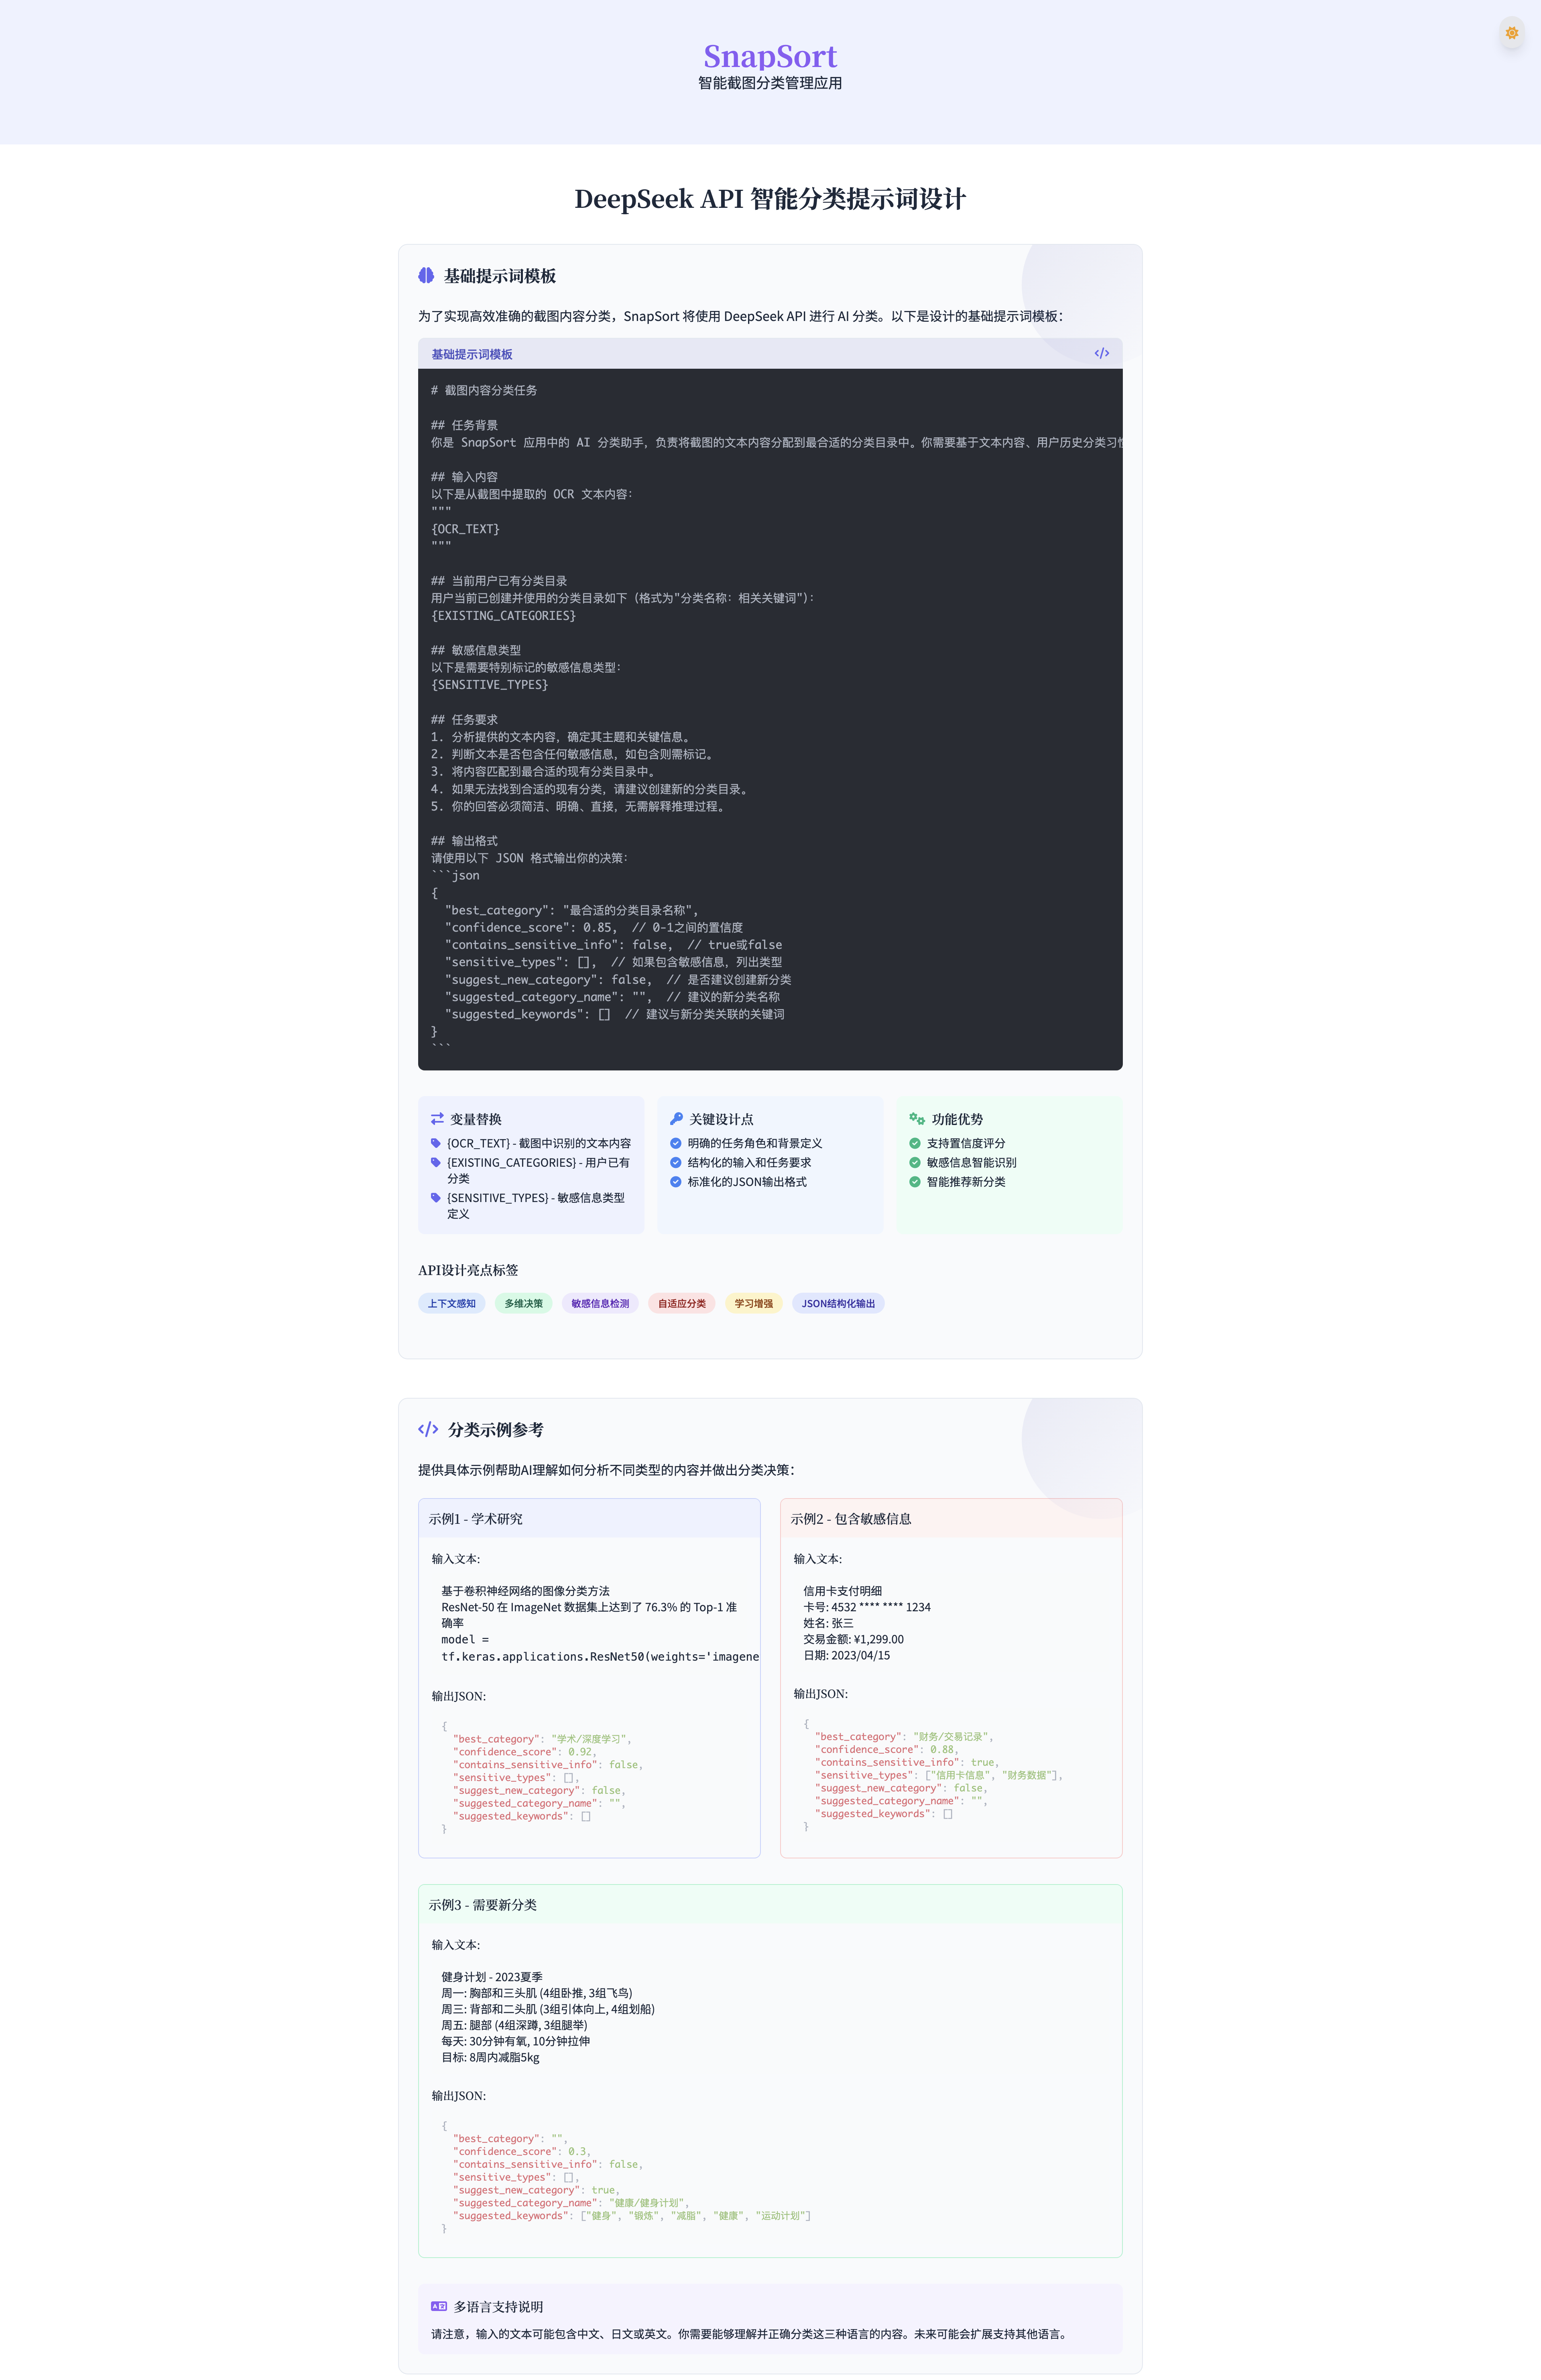 SnapSort
智能截图分类管理应用
DeepSeek API 智能分类提示词设计
基础提示词模板
为了实现高效准确的截图内容分类，SnapSort 将使用 DeepSeek API 进行 AI 分类。以下是设计的基础提示词模板：
基础提示词模板
# 截图内容分类任务
## 任务背景
你是 SnapSort 应用中的 AI 分类助手，负责将截图的文本内容分配到最合适的分类目录中。你需要基于文本内容、用户历史分类习
## 输入内容
以下是从截图中提取的 OCR 文本内容：
"""
{OCR_TEXT}
"""
## 当前用户已有分类目录
用户当前已创建并使用的分类目录如下（格式为"分类名称：相关关键词"）：
{EXISTING_CATEGORIES}
## 敏感信息类型
以下是需要特别标记的敏感信息类型：
{SENSITIVE_TYPES}
## 任务要求
1. 分析提供的文本内容，确定其主题和关键信息。
2. 判断文本是否包含任何敏感信息，如包含则需标记。
3. 将内容匹配到最合适的现有分类目录中。
4. 如果无法找到合适的现有分类，请建议创建新的分类目录。
5. 你的回答必须简洁、明确、直接，无需解释推理过程。
## 输出格式
请使用以下 JSON 格式输出你的决策：
```json
{
  "best_category": "最合适的分类目录名称",
  "confidence_score": 0.85,  // 0-1之间的置信度
  "contains_sensitive_info": false,  // true或false
  "sensitive_types": [],  // 如果包含敏感信息，列出类型
  "suggest_new_category": false,  // 是否建议创建新分类
  "suggested_category_name": "",  // 建议的新分类名称
  "suggested_keywords": []  // 建议与新分类关联的关键词
}
```
变量替换
{OCR_TEXT} - 截图中识别的文本内容
{EXISTING_CATEGORIES} - 用户已有
分类
{SENSITIVE_TYPES} - 敏感信息类型
定义
关键设计点
明确的任务角色和背景定义
结构化的输入和任务要求
标准化的JSON输出格式
功能优势
支持置信度评分
敏感信息智能识别
智能推荐新分类
API设计亮点标签
上下文感知
多维决策
敏感信息检测
自适应分类
学习增强
JSON结构化输出
分类示例参考
提供具体示例帮助AI理解如何分析不同类型的内容并做出分类决策：
示例1 - 学术研究
输入文本:
基于卷积神经网络的图像分类方法
ResNet-50 在 ImageNet 数据集上达到了 76.3% 的 Top-1 准
确率
model =
tf.keras.applications.ResNet50(weights='imagene
输出JSON:
{
  "best_category": "学术/深度学习",
  "confidence_score": 0.92,
  "contains_sensitive_info": false,
  "sensitive_types": [],
  "suggest_new_category": false,
  "suggested_category_name": "",
  "suggested_keywords": []
}
示例2 - 包含敏感信息
输入文本:
信用卡支付明细
卡号: 4532 **** **** 1234
姓名: 张三
交易金额: ¥1,299.00
日期: 2023/04/15
输出JSON:
{
  "best_category": "财务/交易记录",
  "confidence_score": 0.88,
  "contains_sensitive_info": true,
  "sensitive_types": ["信用卡信息", "财务数据"],
  "suggest_new_category": false,
  "suggested_category_name": "",
  "suggested_keywords": []
}
示例3 - 需要新分类
输入文本:
健身计划 - 2023夏季
周一: 胸部和三头肌 (4组卧推, 3组飞鸟)
周三: 背部和二头肌 (3组引体向上, 4组划船)
周五: 腿部 (4组深蹲, 3组腿举)
每天: 30分钟有氧, 10分钟拉伸
目标: 8周内减脂5kg
输出JSON:
{
  "best_category": "",
  "confidence_score": 0.3,
  "contains_sensitive_info": false,
  "sensitive_types": [],
  "suggest_new_category": true,
  "suggested_category_name": "健康/健身计划",
  "suggested_keywords": ["健身", "锻炼", "减脂", "健康", "运动计划"]
}
多语言支持说明
请注意，输入的文本可能包含中文、日文或英文。你需要能够理解并正确分类这三种语言的内容。未来可能会扩展支持其他语言。